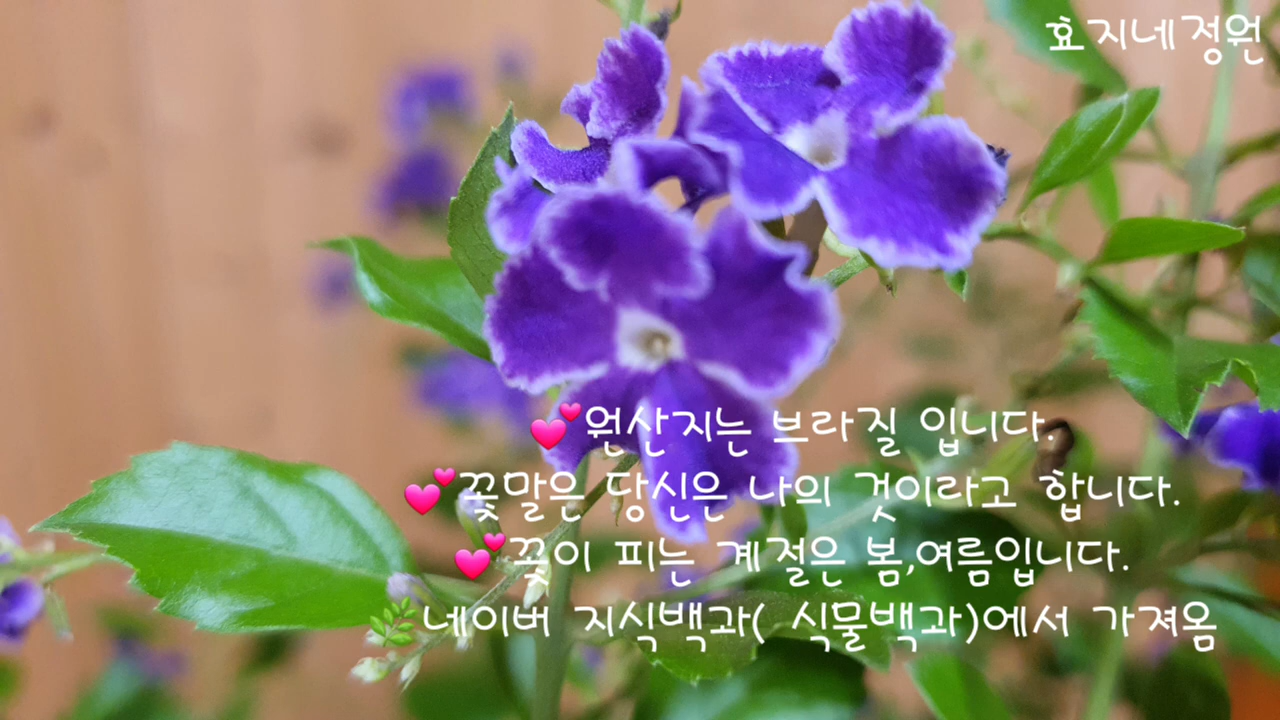 효지네정원
💕원산지는 브라질 입니다.
💕꽃말은 당신은 나의 것이라고 합니다.
💕꽃이 피는 계절은 봄,여름입니다.
🌿네이버 지식백과( 식물백과)에서 가져옴